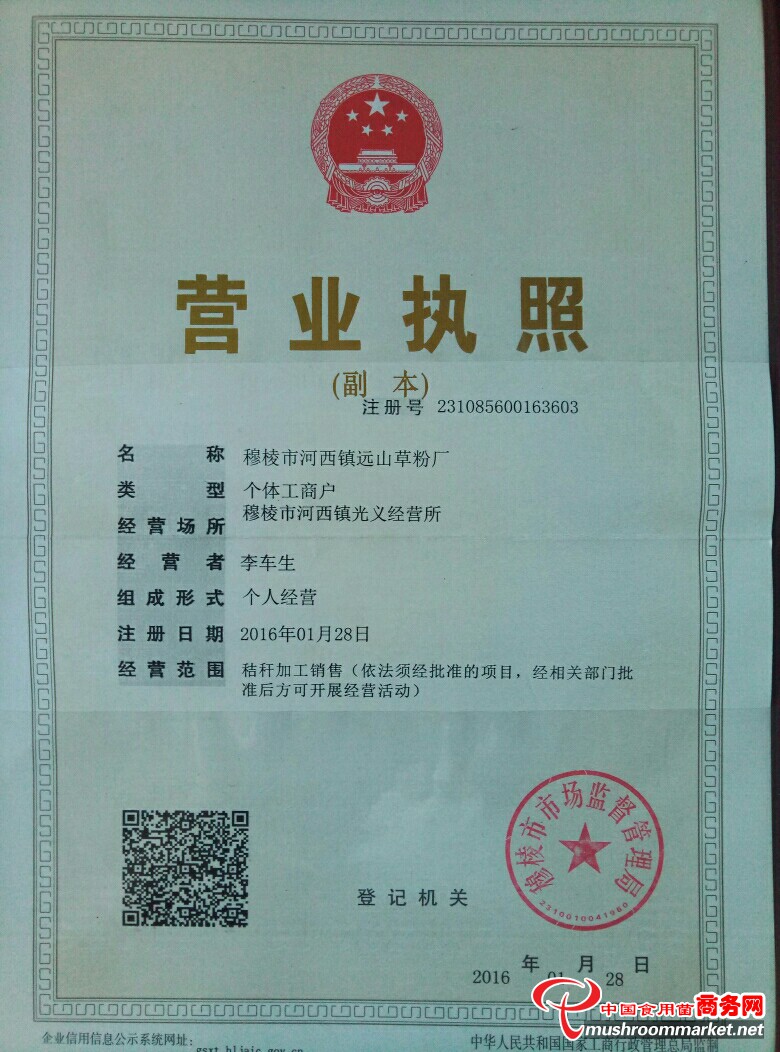 营业执照
(副 本)
注册号 231085600163603
名 称 穆棱市河西镇远山草粉厂
类 型 个体工商户
经营场所 穆棱市河西镇光义经营所
经 营 者 李车生
组成形式 个人经营
注册日期 2016年01月28日
经营范围 秸秆加工销售（依法须经批准的项目，经相关部门批
准后方可开展经营活动）
穆棱市市场监督管理局
2310010041980
登记机关
年 月 日
2016 01 28
企业信用信息公示系统网址：
gsxt.hljaic.gov.cn
中华人民共和国国家工商行政管理总局监制
中国食用菌商务网
mushroommarket.net